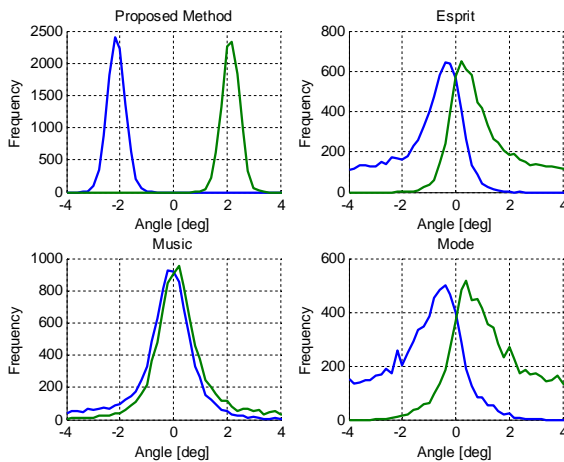 Proposed Method
2500
2000
1500
1000
500
0
Frequency
-4 -2 0 2 4
Angle [deg]
Esprit
800
600
400
200
0
Frequency
-4 -2 0 2 4
Angle [deg]
Music
1000
800
600
400
200
0
Frequency
-4 -2 0 2 4
Angle [deg]
Mode
600
400
200
0
Frequency
-4 -2 0 2 4
Angle [deg]